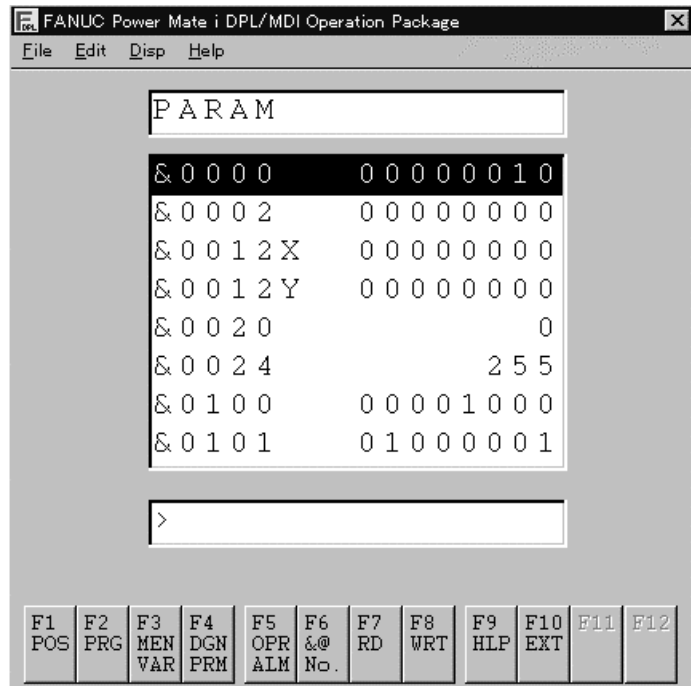 FANUC Power Mate i DPL/MDI Operation Package
File Edit Disp Help
PARAM
&0000 00000010
&0002 00000000
&0012X 00000000
&0012Y 00000000
&0020 0
&0024 255
&0100 00001000
&0101 01000001
>
F1 F2 F3 F4 F5 F6 F7 F8 F9 F10 F11 F12
POS PRG MEN DGN OPR &@ RD WRT HLP EXT
VAR PRM ALM No.